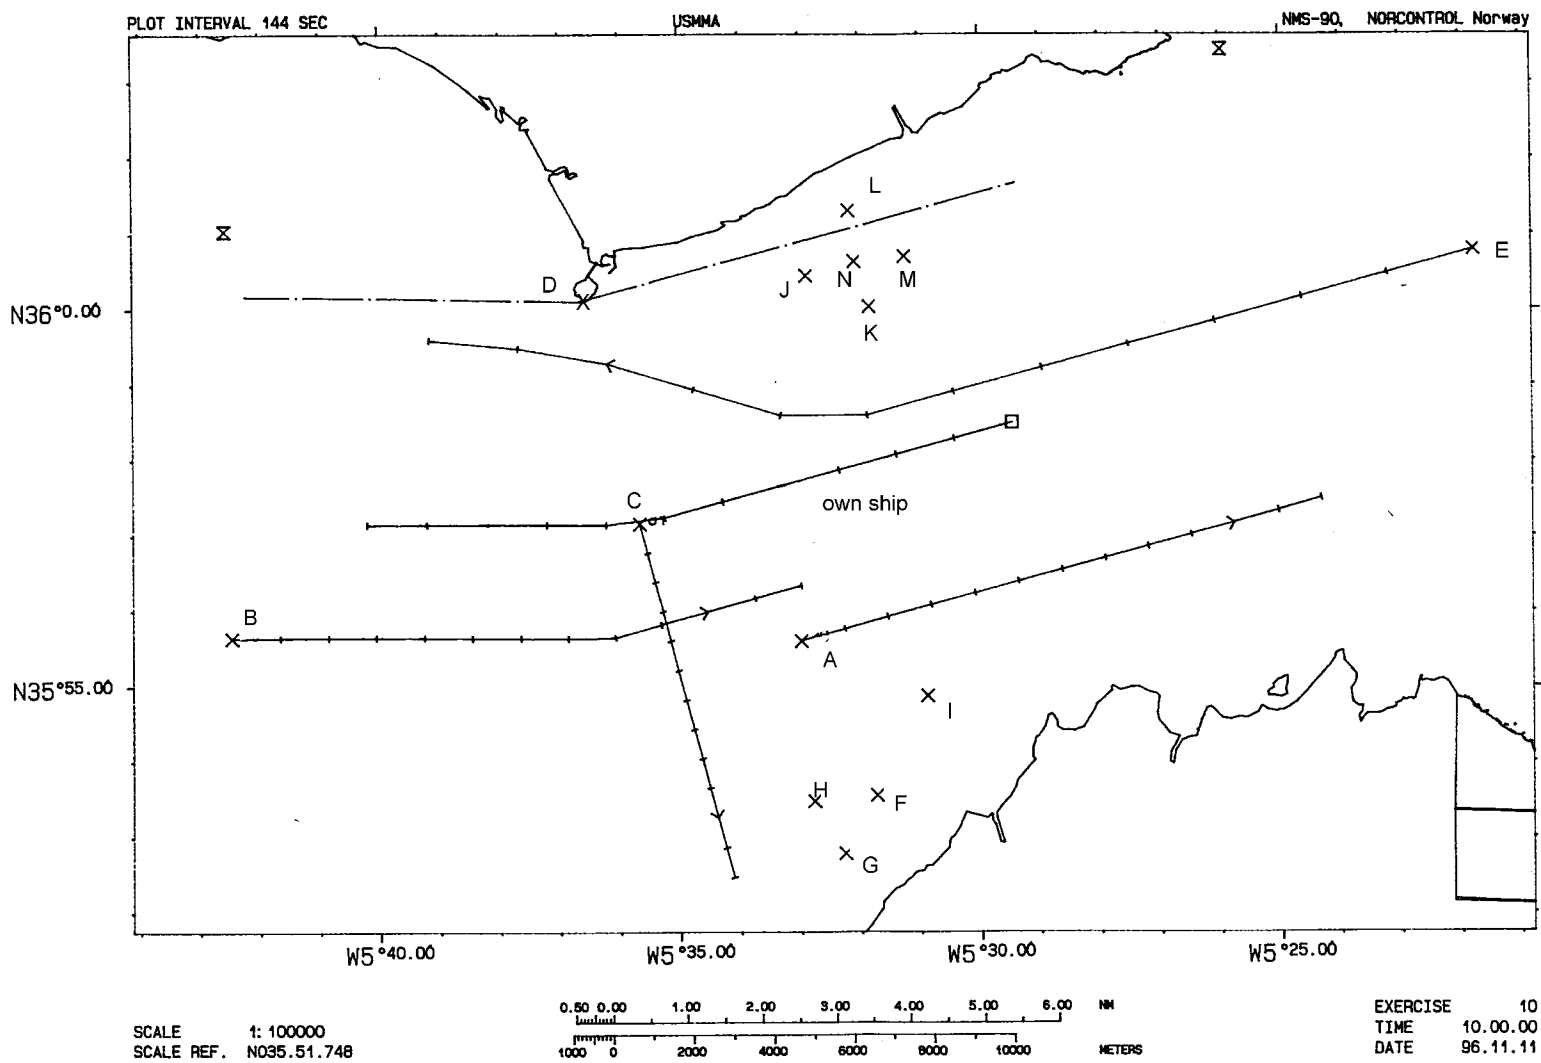 PLOT INTERVAL 144 SEC USMMA NMS-90, NORCONTROL Norway
L
E
D
J N M
N36°0.00
K
C
own ship
B
A
N35°55.00
I
H
F
G
W5°40.00 W5°35.00 W5°30.00 W5°25.00
0.50 0.00 1.00 2.00 3.00 4.00 5.00 6.00 NM
EXERCISE 10
SCALE 1: 100000
TIME 10.00.00
SCALE REF. N035.51.748
1000 0 2000 4000 6000 8000 10000 METERS
DATE 96.11.11